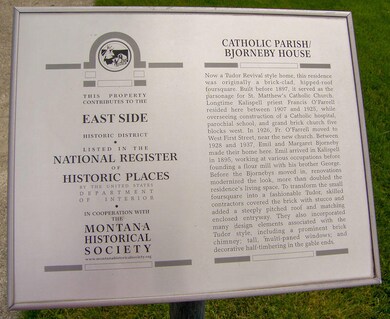 THIS PROPERTY
CONTRIBUTES TO THE
EAST SIDE
HISTORIC DISTRICT
LISTED IN THE
NATIONAL REGISTER
OF
HISTORIC PLACES
BY THE UNITED STATES
DEPARTMENT
OF INTERIOR
IN COOPERATION WITH
THE
MONTANA
HISTORICAL
SOCIETY
www.montanahistoricalsociety.org
CATHOLIC PARISH/
BJORNEBY HOUSE
Now a Tudor Revival style home, this residence
was originally a brick-clad, hipped-roof
foursquare. Built before 1897, it served as the
parsonage for St. Matthew's Catholic Church.
Longtime Kalispell priest Francis O'Farrell
resided here between 1907 and 1925, while
overseeing construction of a Catholic hospital,
parochial school, and grand brick church five
blocks west. In 1926, Fr. O'Farrell moved to
West First Street, near the new church. Between
1928 and 1937, Emil and Margaret Bjorneby
made their home here. Emil arrived in Kalispell
in 1895, working at various occupations before
founding a flour mill with his brother George.
Before the Bjornebys moved in, renovations
modernized the look, more than doubled the
residence's living space. To transform the small
foursquare into a fashionable Tudor, skilled
contractors covered the brick with stucco and
added a steeply pitched roof and matching
enclosed entryway. They also incorporated
many design elements associated with the
Tudor style, including a prominent brick
chimney; tall, multi-paned windows; and
decorative half-timbering in the gable ends.